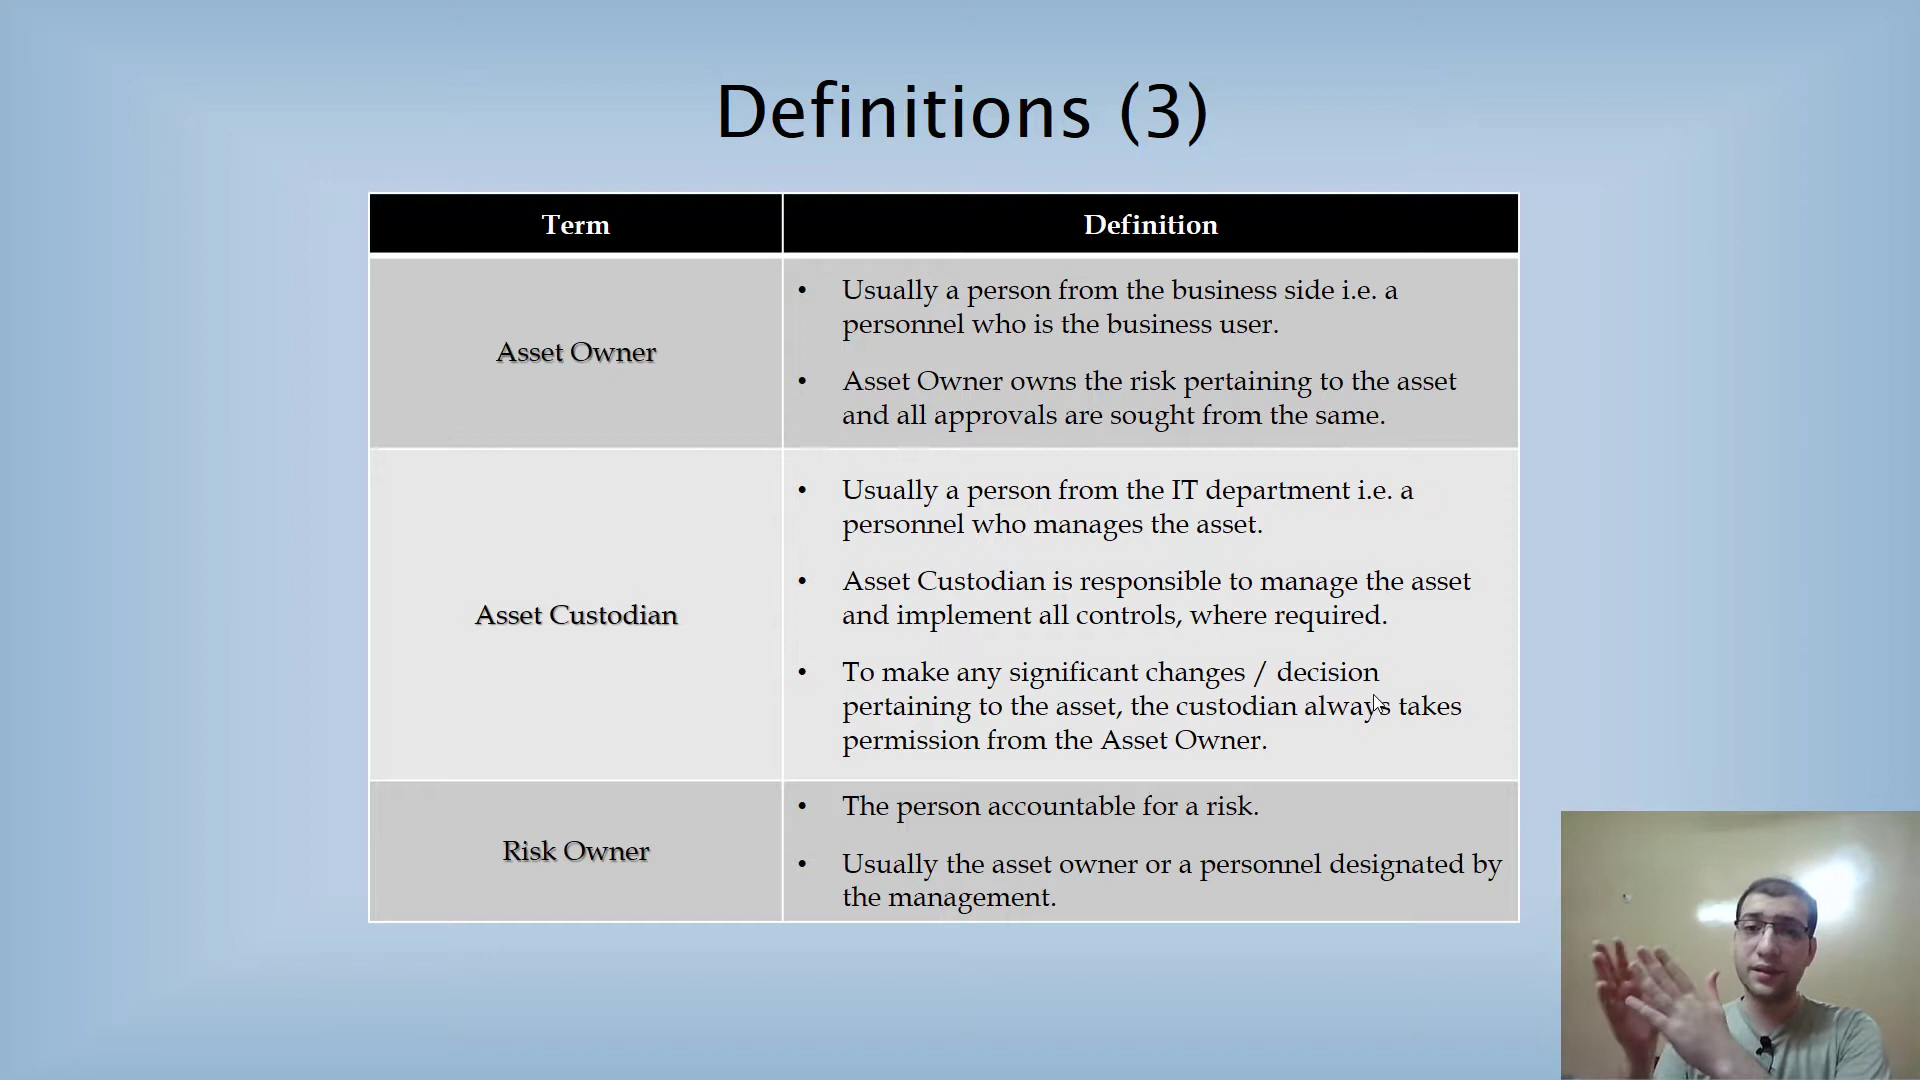 Definitions (3)
Term
Definition
Asset Owner
• Usually a person from the business side i.e. a
personnel who is the business user.
• Asset Owner owns the risk pertaining to the asset
and all approvals are sought from the same.
Asset Custodian
• Usually a person from the IT department i.e. a
personnel who manages the asset.
• Asset Custodian is responsible to manage the asset
and implement all controls, where required.
• To make any significant changes / decision
pertaining to the asset, the custodian always takes
permission from the Asset Owner.
Risk Owner
• The person accountable for a risk.
• Usually the asset owner or a personnel designated by
the management.